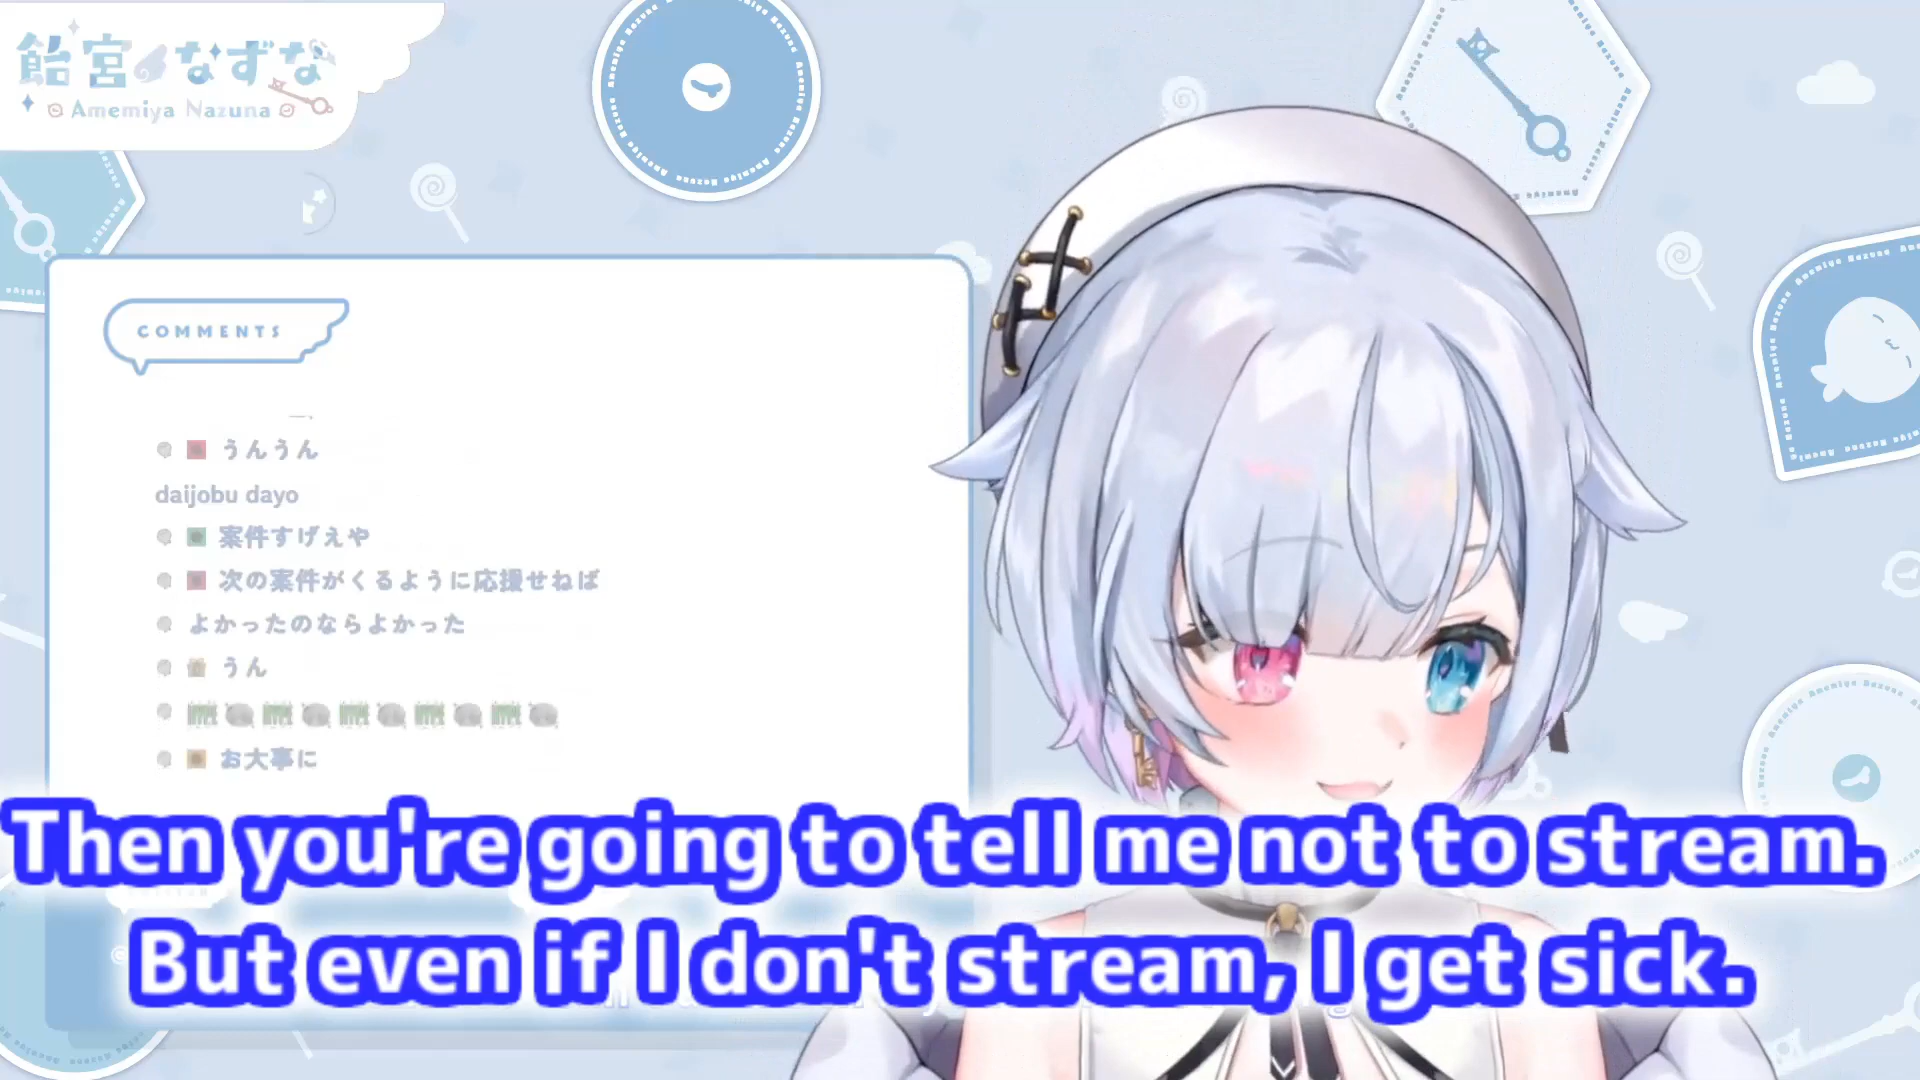 飴宮なずな
Amemiya Nazuna
COMMENTS
うんうん
daijobu dayo
案件すげえや
次の案件がくるように応援せねば
よかったのならよかった
うん
お大事に
Then you're going to tell me not to stream.
But even if I don't stream, I get sick.